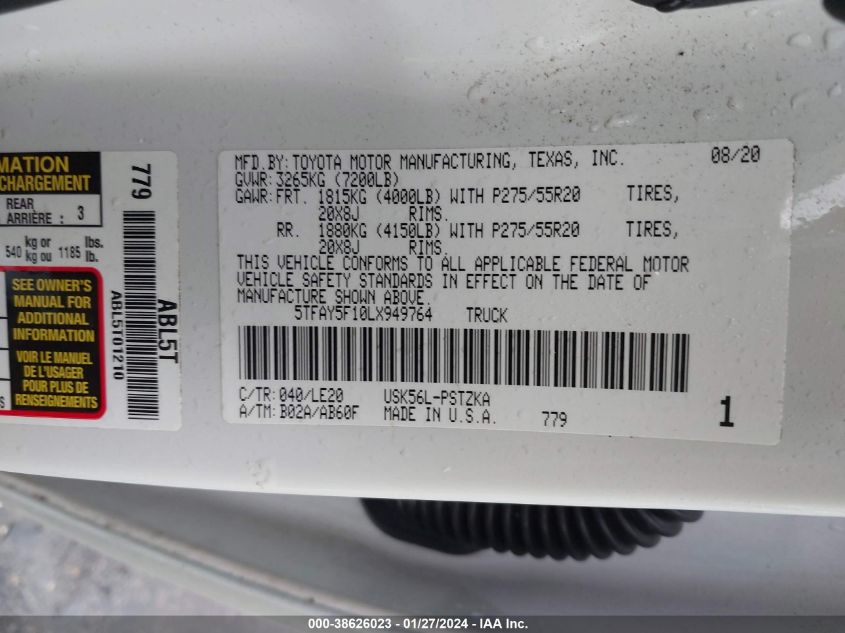 MATION
CHARGEMENT
REAR
ARRIÈRE : 3
540 kg or 1185 lbs.
kg ou lb.
SEE OWNER'S
MANUAL FOR
ADDITIONAL
INFORMATION
VOIR LE MANUEL
DE L'USAGER
POUR PLUS DE
RENSEIGNEMENTS
779
ABL5T
ABL5T01210
MFD.BY:TOYOTA MOTOR MANUFACTURING, TEXAS, INC. 08/20
GVWR:3265KG (7200LB)
GAWR:FRT. 1815KG (4000LB) WITH P275/55R20 TIRES,
20X8J RIMS.
RR. 1880KG (4150LB) WITH P275/55R20 TIRES,
20X8J RIMS.
THIS VEHICLE CONFORMS TO ALL APPLICABLE FEDERAL MOTOR
VEHICLE SAFETY STANDARDS IN EFFECT ON THE DATE OF
MANUFACTURE SHOWN ABOVE.
5TFAY5F10LX949764 TRUCK
C/TR:040/LE20 USK56L-PSTZKA
A/TM:B02A/AB60F MADE IN U.S.A. 779 1
000-38626023 - 01/27/2024 - IAA Inc.